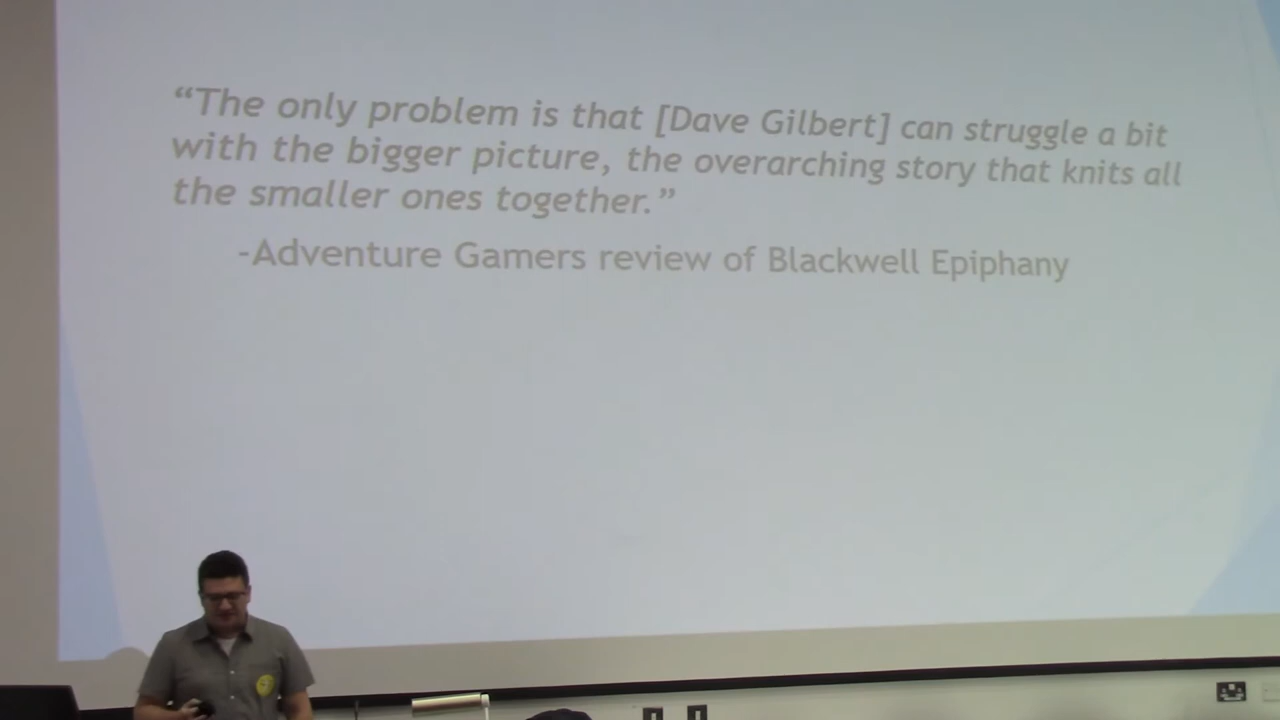 “The only problem is that [Dave Gilbert] can struggle a bit
with the bigger picture, the overarching story that knits all
the smaller ones together.”
-Adventure Gamers review of Blackwell Epiphany